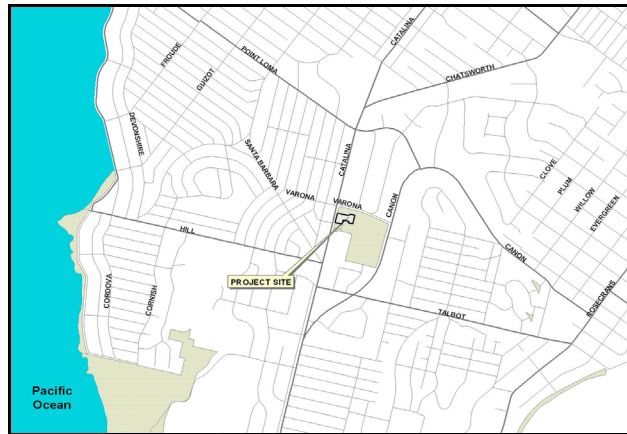 CATALINA
POINT LOMA
FROUDE
GUIZOT
CHATSWORTH
DEVONSHIRE
SANTA BARBARA
CATALINA
CLOVE
PLUM
WILLOW
EVERGREEN
VARONA
VARONA
CANON
HILL
CANON
PROJECT SITE
CORDOVA
CORNISH
TALBOT
ROSECRANS
Pacific
Ocean